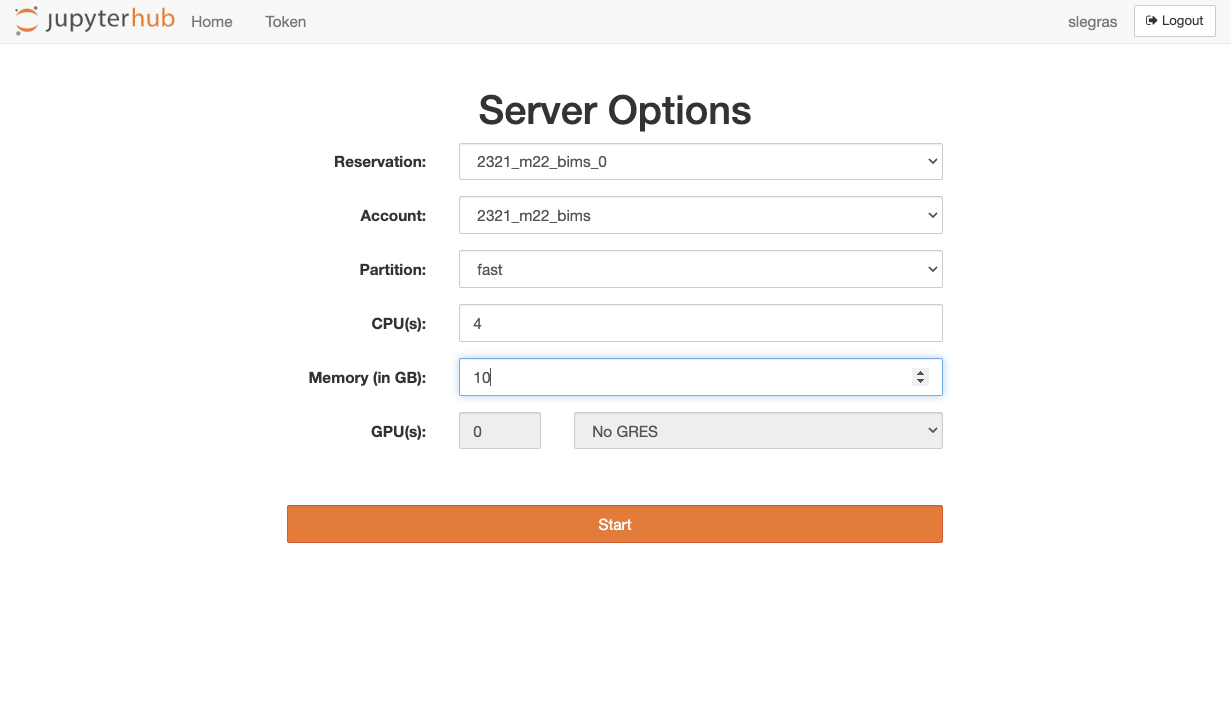 jupyterhub Home Token slegras Logout
Server Options
Reservation: 2321_m22_bims_0
Account: 2321_m22_bims
Partition: fast
CPU(s): 4
Memory (in GB): 10
GPU(s): 0 No GRES
Start